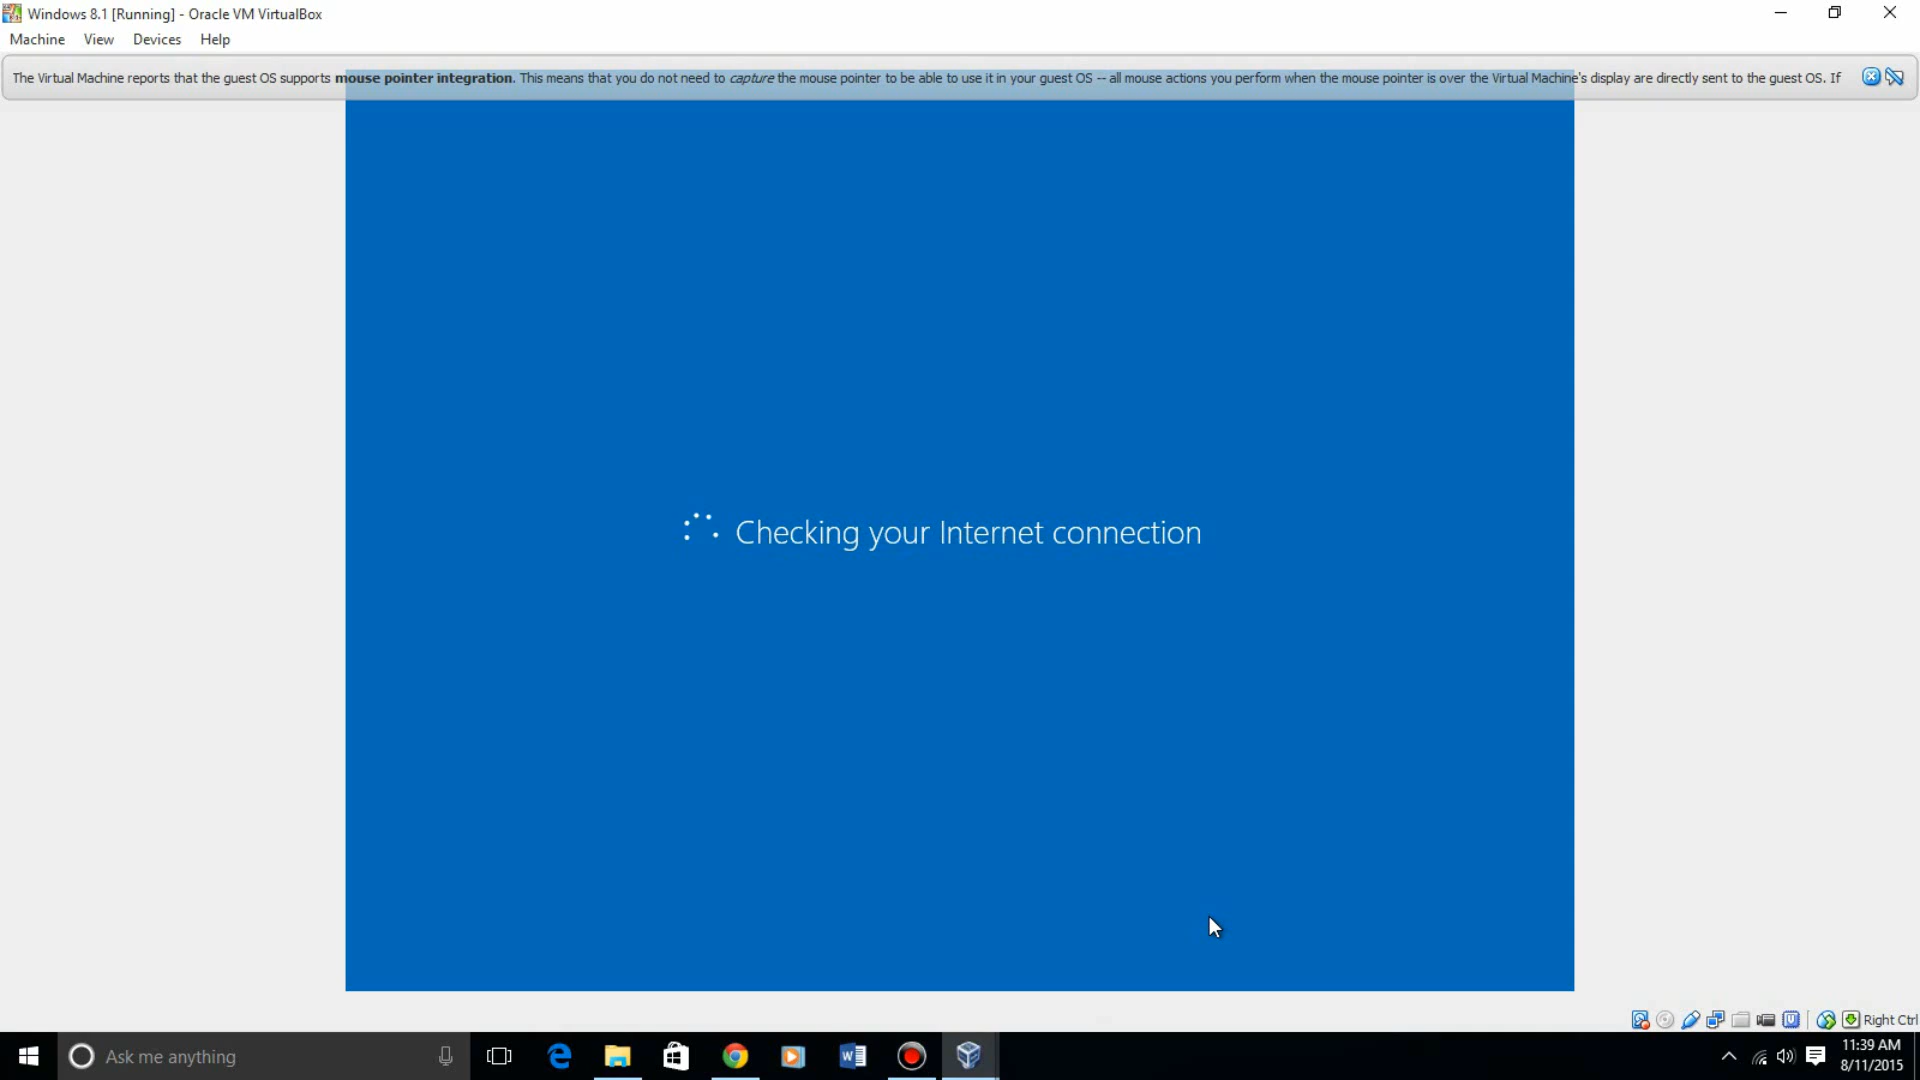 Windows 8.1 [Running] - Oracle VM VirtualBox
Machine View Devices Help
The Virtual Machine reports that the guest OS supports mouse pointer integration. This means that you do not need to capture the mouse pointer to be able to use it in your guest OS -- all mouse actions you perform when the mouse pointer is over the Virtual Machine's display are directly sent to the guest OS. If
Checking your Internet connection
Right Ctrl
Ask me anything
11:39 AM
8/11/2015